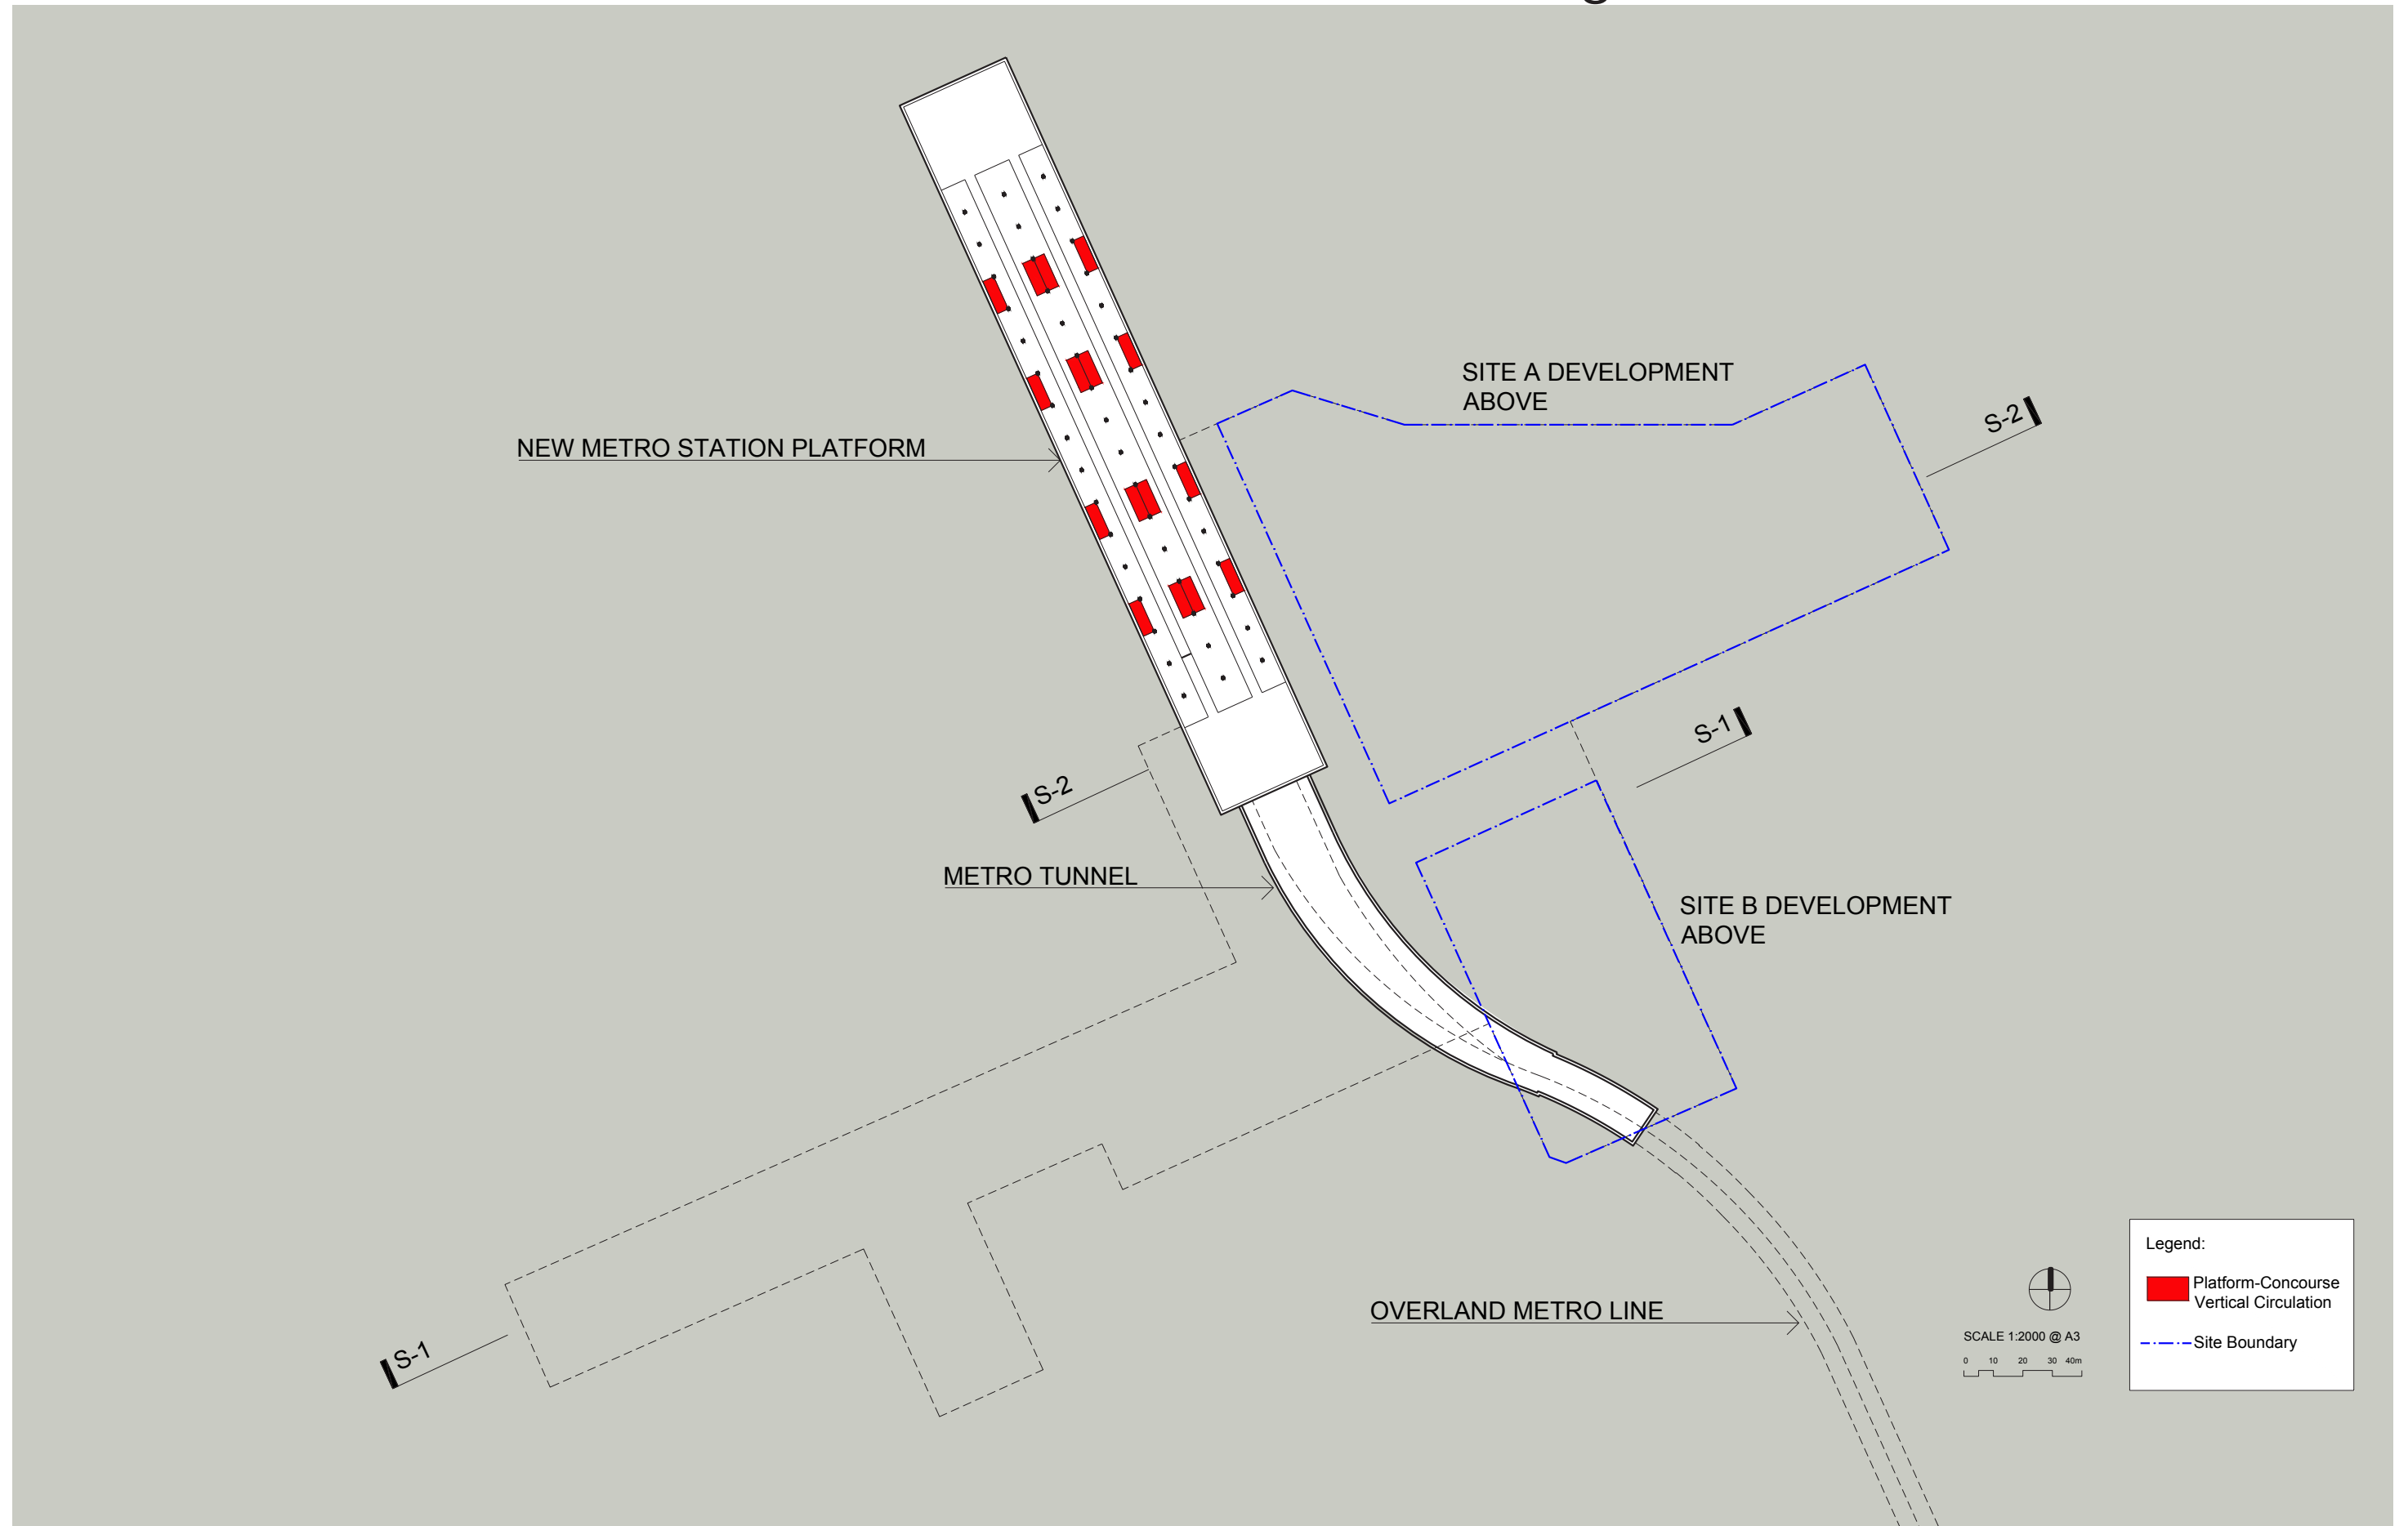 SITE A DEVELOPMENT
ABOVE
S-2
NEW METRO STATION PLATFORM
S-1
S-2
METRO TUNNEL
SITE B DEVELOPMENT
ABOVE
OVERLAND METRO LINE
S-1
SCALE 1:2000 @ A3
0 10 20 30 40m
Legend:
Platform-Concourse
Vertical Circulation
Site Boundary